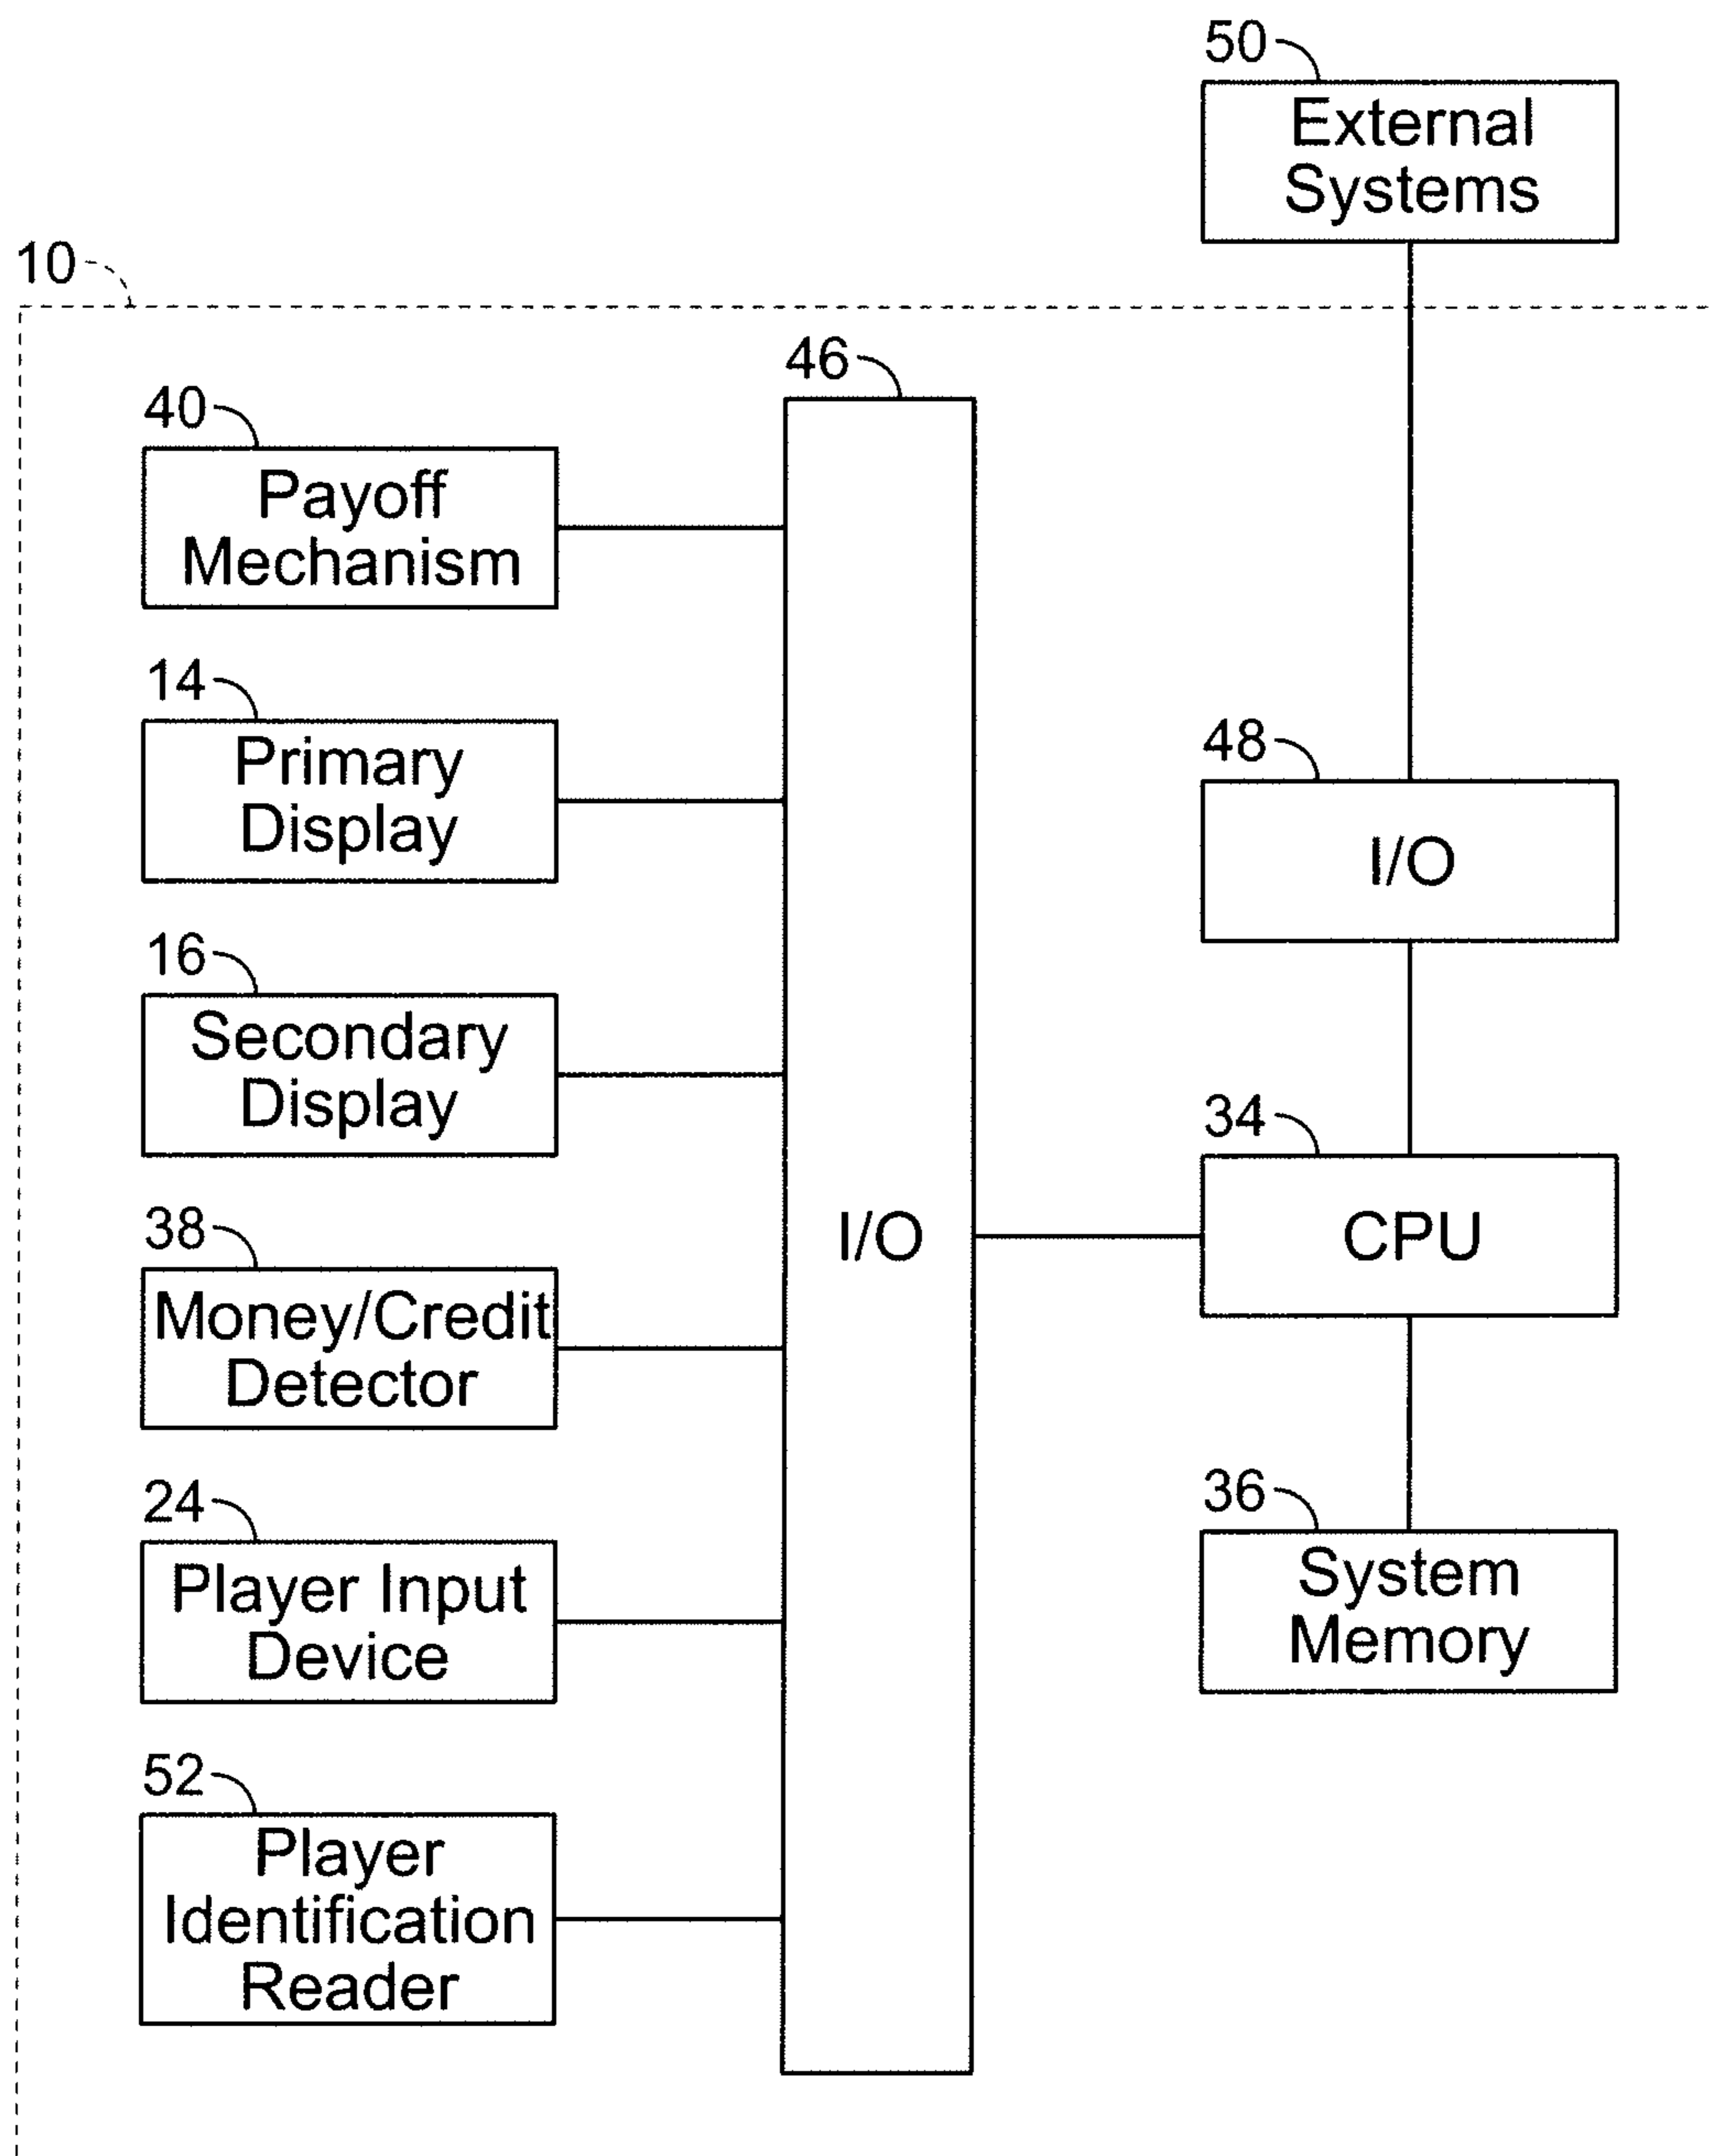 50
External
Systems
10
46
40
Payoff
Mechanism
14
Primary
Display
48
I/O
16
Secondary
Display
34
CPU
38
Money/Credit
Detector
I/O
24
Player Input
Device
36
System
Memory
52
Player
Identification
Reader